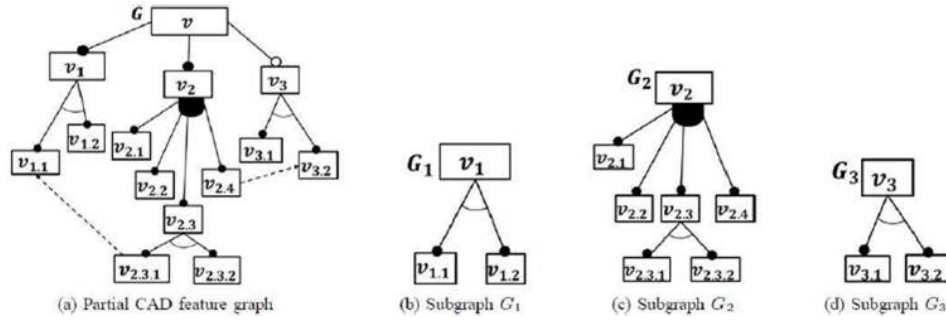 G v
v1 v2 v3
v1.1 v1.2 v2.1 v2.2 v2.4 v3.1 v3.2
v2.3
v2.3.1 v2.3.2
(a) Partial CAD feature graph
G1 v1
v1.1 v1.2
(b) Subgraph G1
G2 v2
v2.1
v2.2 v2.3 v2.4
v2.3.1 v2.3.2
(c) Subgraph G2
G3 v3
v3.1 v3.2
(d) Subgraph G3